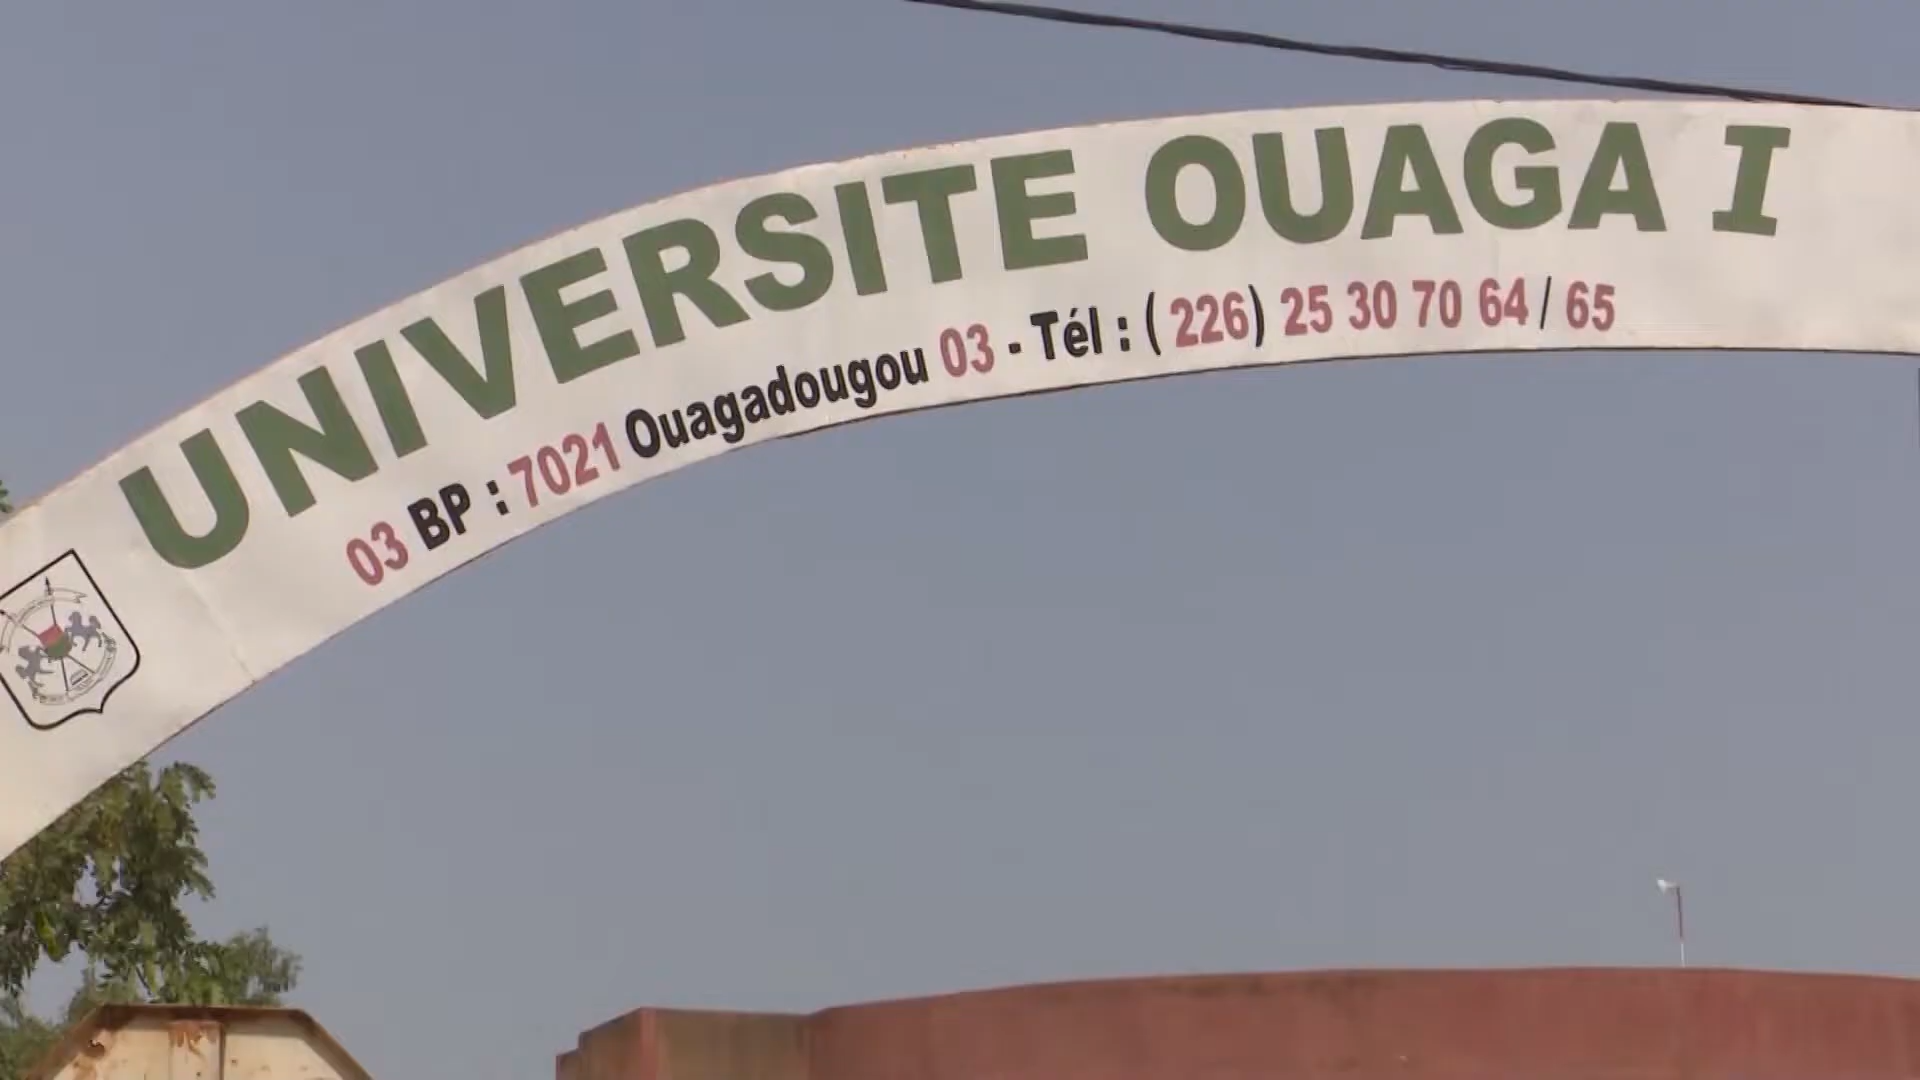 UNIVERSITE OUAGA I
03 BP : 7021 Ouagadougou 03 - Tél : ( 226) 25 30 70 64 / 65